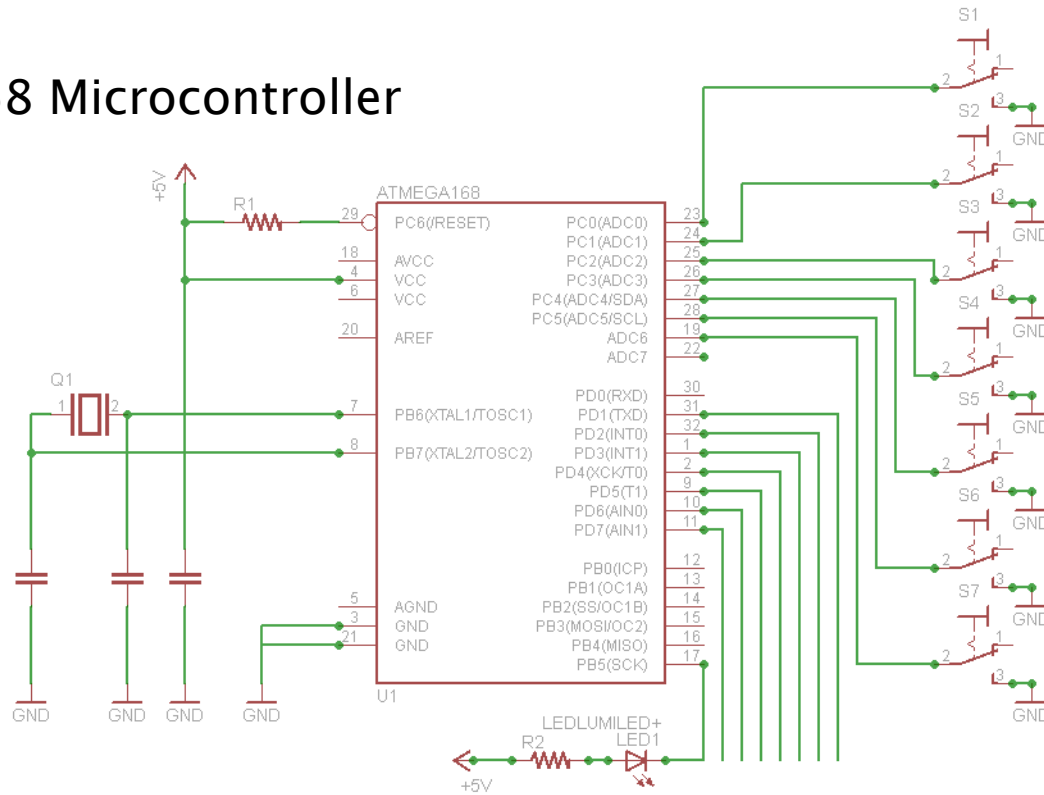 8 Microcontroller
S1
1
2
3
GND
S2
1
2
3
GND
S3
1
2
3
GND
S4
1
2
3
GND
S5
1
2
3
GND
S6
1
2
3
GND
S7
1
2
3
GND
+5V
R1
ATMEGA168
29 PC6(/RESET)
18 AVCC
4 VCC
6 VCC
20 AREF
Q1
1 2
7 PB6(XTAL1/TOSC1)
8 PB7(XTAL2/TOSC2)
5 AGND
3 GND
21 GND
PC0(ADC0) 23
PC1(ADC1) 24
PC2(ADC2) 25
PC3(ADC3) 26
PC4(ADC4/SDA) 27
PC5(ADC5/SCL) 28
ADC6 19
ADC7 22
PD0(RXD) 30
PD1(TXD) 31
PD2(INT0) 32
PD3(INT1) 1
PD4(XCK/T0) 2
PD5(T1) 9
PD6(AIN0) 10
PD7(AIN1) 11
PB0(ICP) 12
PB1(OC1A) 13
PB2(SS/OC1B) 14
PB3(MOSI/OC2) 15
PB4(MISO) 16
PB5(SCK) 17
U1
GND GND GND GND
LEDLUMILED+
R2 LED1
+5V